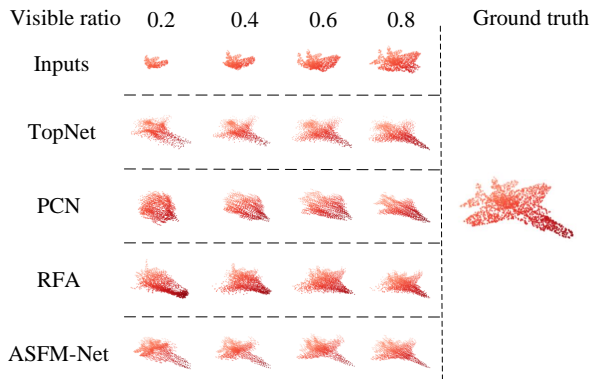 Visible ratio 0.2 0.4 0.6 0.8 Ground truth
Inputs
TopNet
PCN
RFA
ASFM-Net